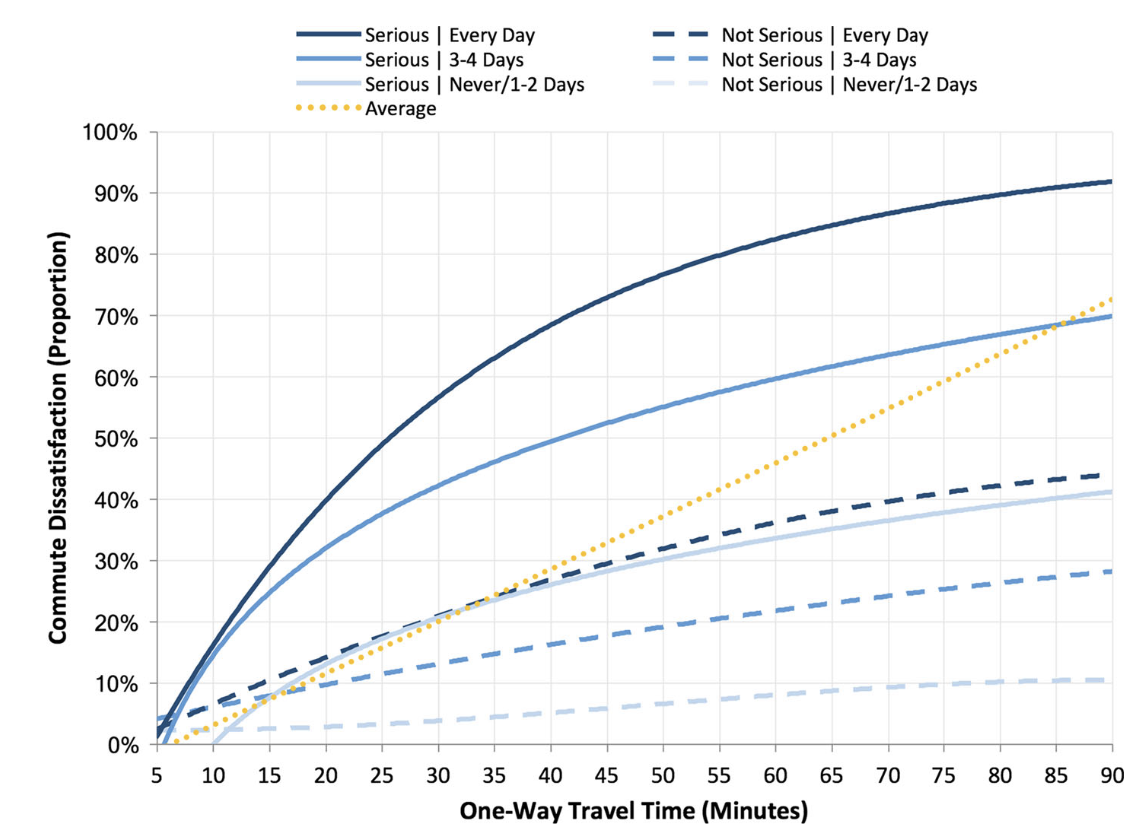 Serious | Every Day
Not Serious | Every Day
Serious | 3-4 Days
Not Serious | 3-4 Days
Serious | Never/1-2 Days
Not Serious | Never/1-2 Days
Average
100%
90%
80%
70%
60%
50%
40%
30%
20%
10%
0%
Commute Dissatisfaction (Proportion)
5 10 15 20 25 30 35 40 45 50 55 60 65 70 75 80 85 90
One-Way Travel Time (Minutes)